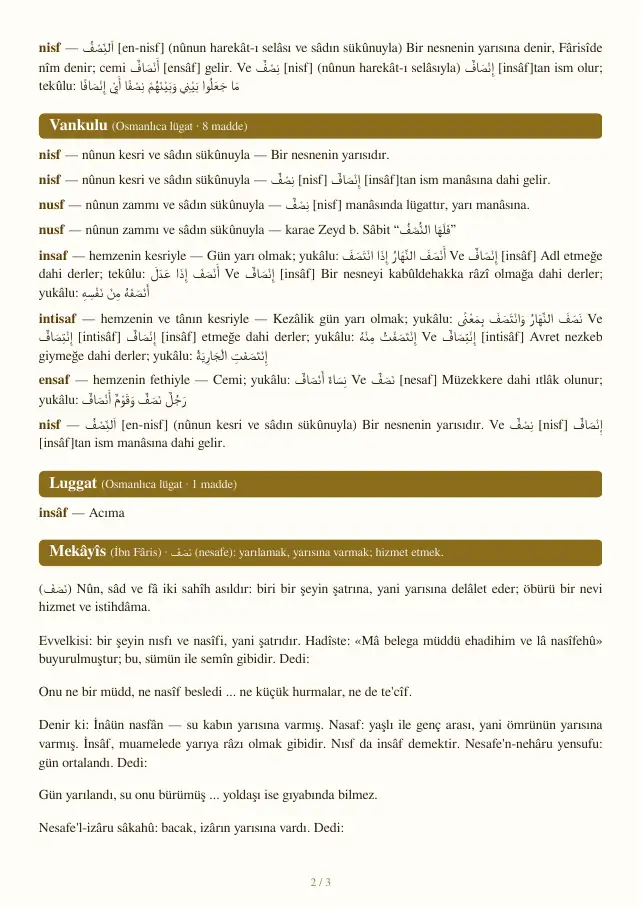 nisf — اَلنِّصْفُ [en-nisf] (nûnun harekât-ı selâsı ve sâdın sükûnuyla) Bir nesnenin yarısına denir, Fârisîde
nîm denir; cemi أَنْصَافٌ [ensâf] gelir. Ve نِصْفٌ [nisf] (nûnun harekât-ı selâsıyla) إِنْصَافٌ [insâf]tan ism olur;
tekûlu: مَا جَعَلُوا بَيْنِي وَبَيْنَهُمْ نِصْفًا أَيْ إِنْصَافًا
Vankulu (Osmanlıca lügat · 8 madde)
nisf — nûnun kesri ve sâdın sükûnuyla — Bir nesnenin yarısıdır.
nisf — nûnun kesri ve sâdın sükûnuyla — نِصْفٌ [nisf] إِنْصَافٌ [insâf]tan ism manâsına dahi gelir.
nusf — nûnun zammı ve sâdın sükûnuyla — نِصْفٌ [nisf] manâsında lügattır, yarı manâsına.
nusf — nûnun zammı ve sâdın sükûnuyla — karae Zeyd b. Sâbit “فَلَهَا النُّصْفُ”
insaf — hemzenin kesriyle — Gün yarı olmak; yukâlu: أَنْصَفَ النَّهَارُ إِذَا انْتَصَفَ Ve إِنْصَافٌ [insâf] Adl etmeğe
dahi derler; tekûlu: أَنْصَفَ إِذَا عَدَلَ Ve إِنْصَافٌ [insâf] Bir nesneyi kabûldehakka râzî olmağa dahi derler;
yukâlu: أَنْصَفَهُ مِنْ نَفْسِهِ
intisaf — hemzenin ve tânın kesriyle — Kezâlik gün yarı olmak; yukâlu: نَصَفَ النَّهَارُ وَانْتَصَفَ بِمَعْنًى Ve
إِنْتِصَافٌ [intisâf] إِنْصَافٌ [insâf] etmeğe dahi derler; yukâlu: إِنْتَصَفْتُ مِنْهُ Ve إِنْتِصَافٌ [intisâf] Avret nezkeb
giymeğe dahi derler; yukâlu: إِنْتَصَفَتِ الْجَارِيَةُ
ensaf — hemzenin fethiyle — Cemi; yukâlu: نِسَاءٌ أَنْصَافٌ Ve نَصَفٌ [nesaf] Müzekkere dahi ıtlâk olunur;
yukâlu: رَجُلٌ نَصَفٌ وَقَوْمٌ أَنْصَافٌ
nisf — اَلنِّصْفُ [en-nisf] (nûnun kesri ve sâdın sükûnuyla) Bir nesnenin yarısıdır. Ve نِصْفٌ [nisf] إِنْصَافٌ
[insâf]tan ism manâsına dahi gelir.
Luggat (Osmanlıca lügat · 1 madde)
insâf — Acıma
Mekâyîs (İbn Fâris) · نصف (nesafe): yarılamak, yarısına varmak; hizmet etmek.
(نصف) Nûn, sâd ve fâ iki sahîh asıldır: biri bir şeyin şatrına, yani yarısına delâlet eder; öbürü bir nevi
hizmet ve istihdâma.
Evvelkisi: bir şeyin nısfı ve nasîfi, yani şatrıdır. Hadîste: «Mâ belega müddü ehadihim ve lâ nasîfehû»
buyurulmuştur; bu, sümün ile semîn gibidir. Dedi:
Onu ne bir müdd, ne nasîf besledi ... ne küçük hurmalar, ne de te'cîf.
Denir ki: İnâün nasfân — su kabın yarısına varmış. Nasaf: yaşlı ile genç arası, yani ömrünün yarısına
varmış. İnsâf, muamelede yarıya râzı olmak gibidir. Nısf da insâf demektir. Nesafe'n-nehâru yensufu:
gün ortalandı. Dedi:
Gün yarılandı, su onu bürümüş ... yoldaşı ise gıyabında bilmez.
Nesafe'l-izâru sâkahû: bacak, izârın yarısına vardı. Dedi:
2 / 3